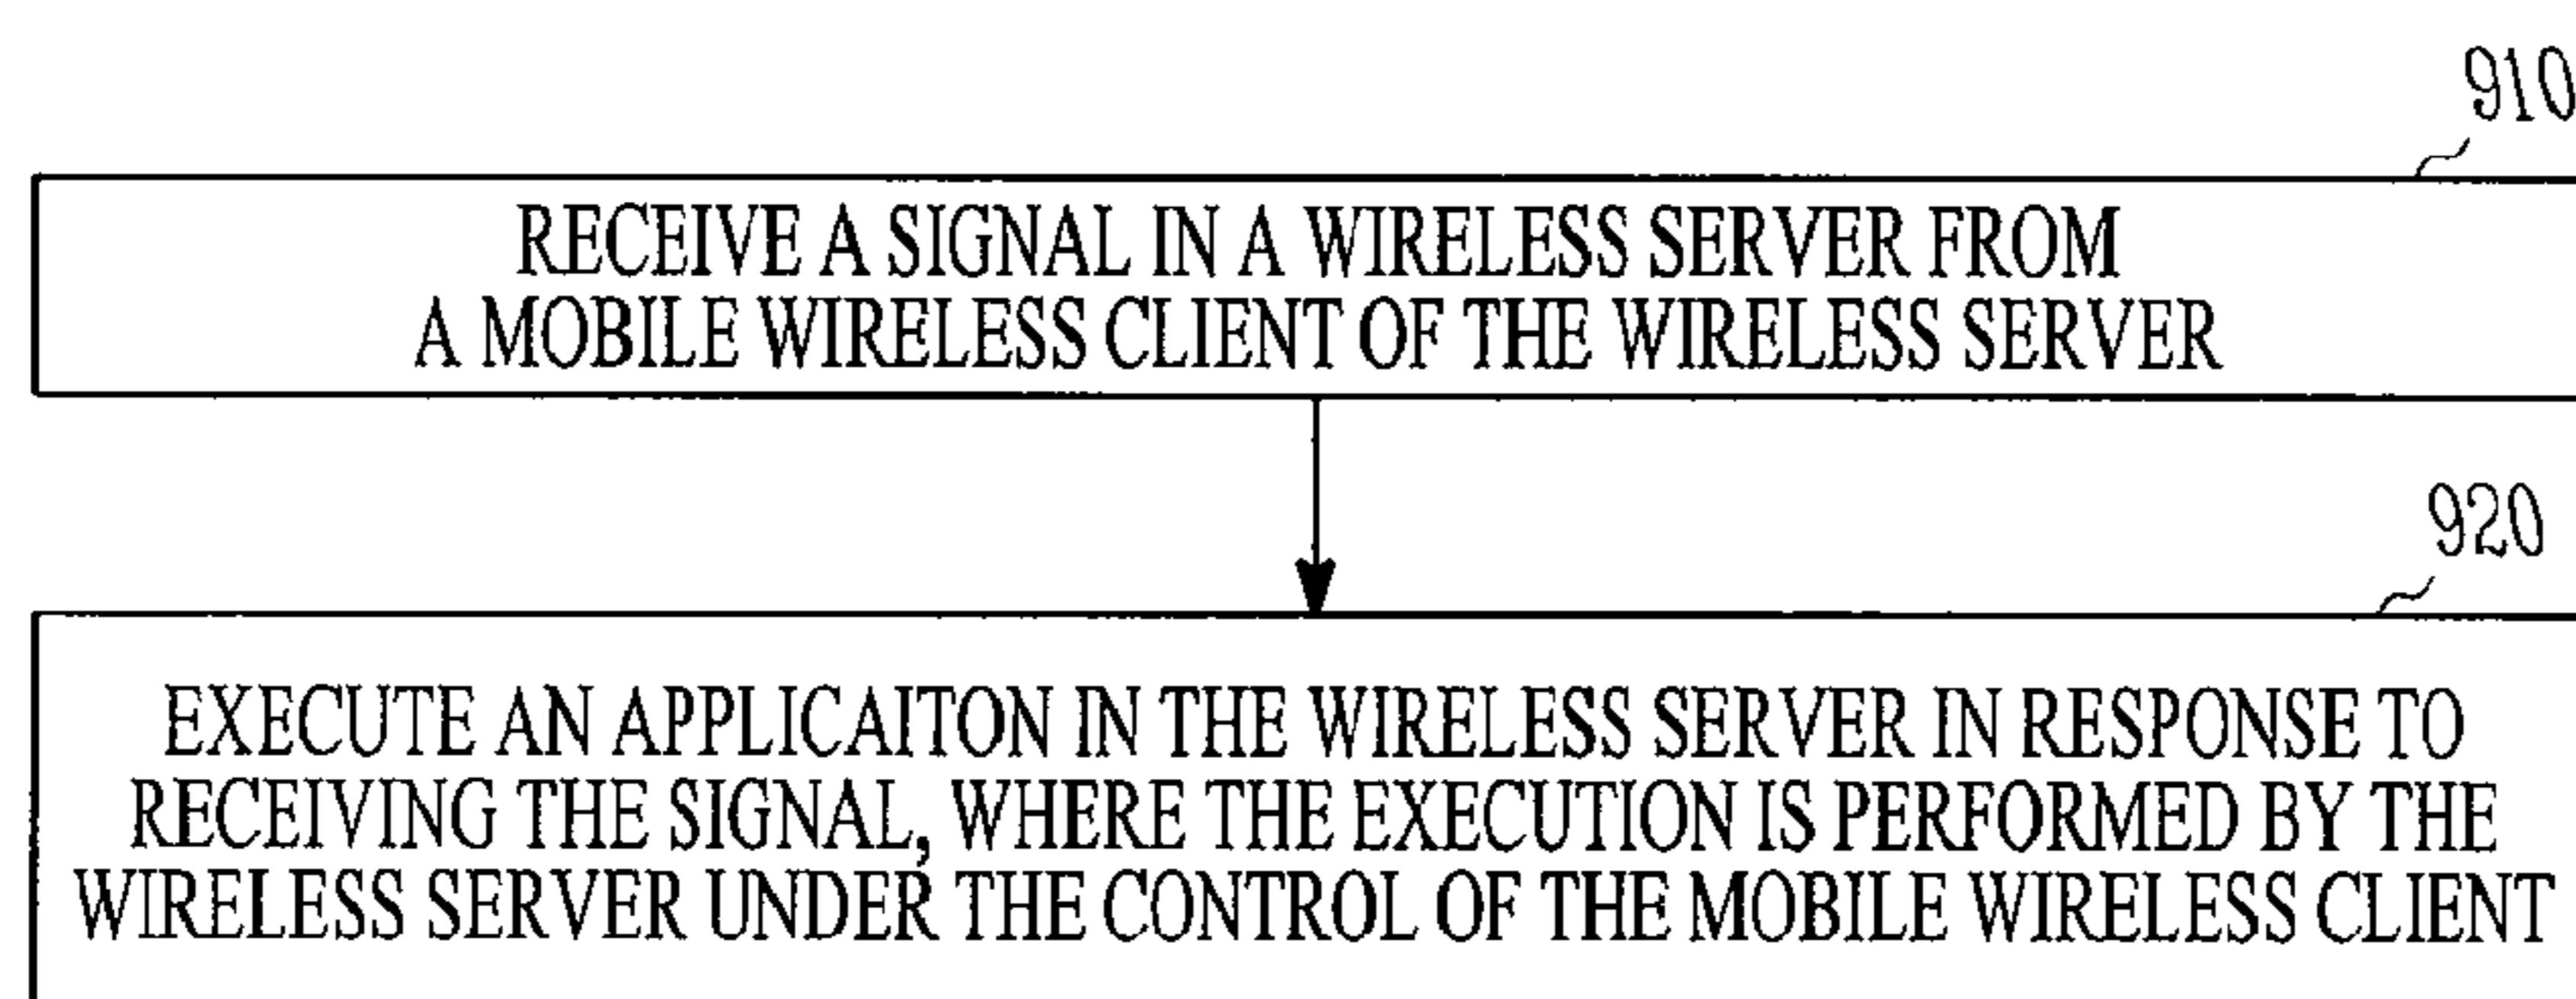 910
RECEIVE A SIGNAL IN A WIRELESS SERVER FROM
A MOBILE WIRELESS CLIENT OF THE WIRELESS SERVER
920
EXECUTE AN APPLICAITON IN THE WIRELESS SERVER IN RESPONSE TO
RECEIVING THE SIGNAL, WHERE THE EXECUTION IS PERFORMED BY THE
WIRELESS SERVER UNDER THE CONTROL OF THE MOBILE WIRELESS CLIENT